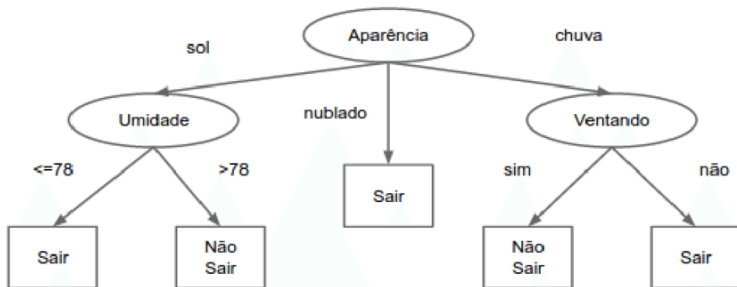 Aparência
sol
chuva
nublado
Umidade
Ventando
<=78
>78
Sair
sim
não
Sair
Não
Sair
Não
Sair
Sair